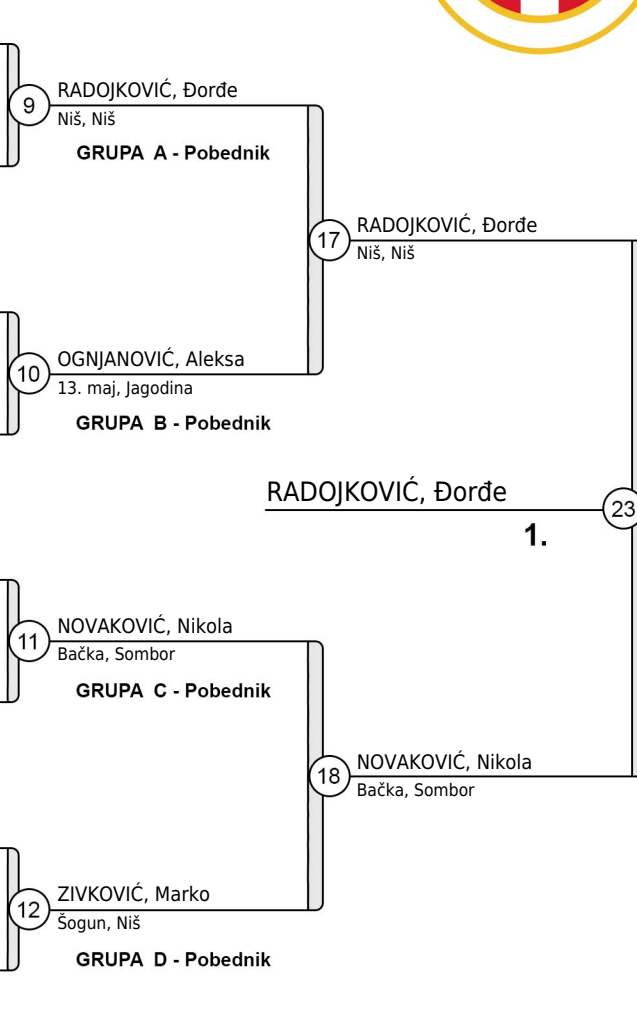 9
RADOJKOVIĆ, Đorđe
Niš, Niš
GRUPA A - Pobednik
17
RADOJKOVIĆ, Đorđe
Niš, Niš
10
OGNJANOVIĆ, Aleksa
13. maj, Jagodina
GRUPA B - Pobednik
RADOJKOVIĆ, Đorđe
23
1.
11
NOVAKOVIĆ, Nikola
Bačka, Sombor
GRUPA C - Pobednik
18
NOVAKOVIĆ, Nikola
Bačka, Sombor
12
ZIVKOVIĆ, Marko
Šogun, Niš
GRUPA D - Pobednik